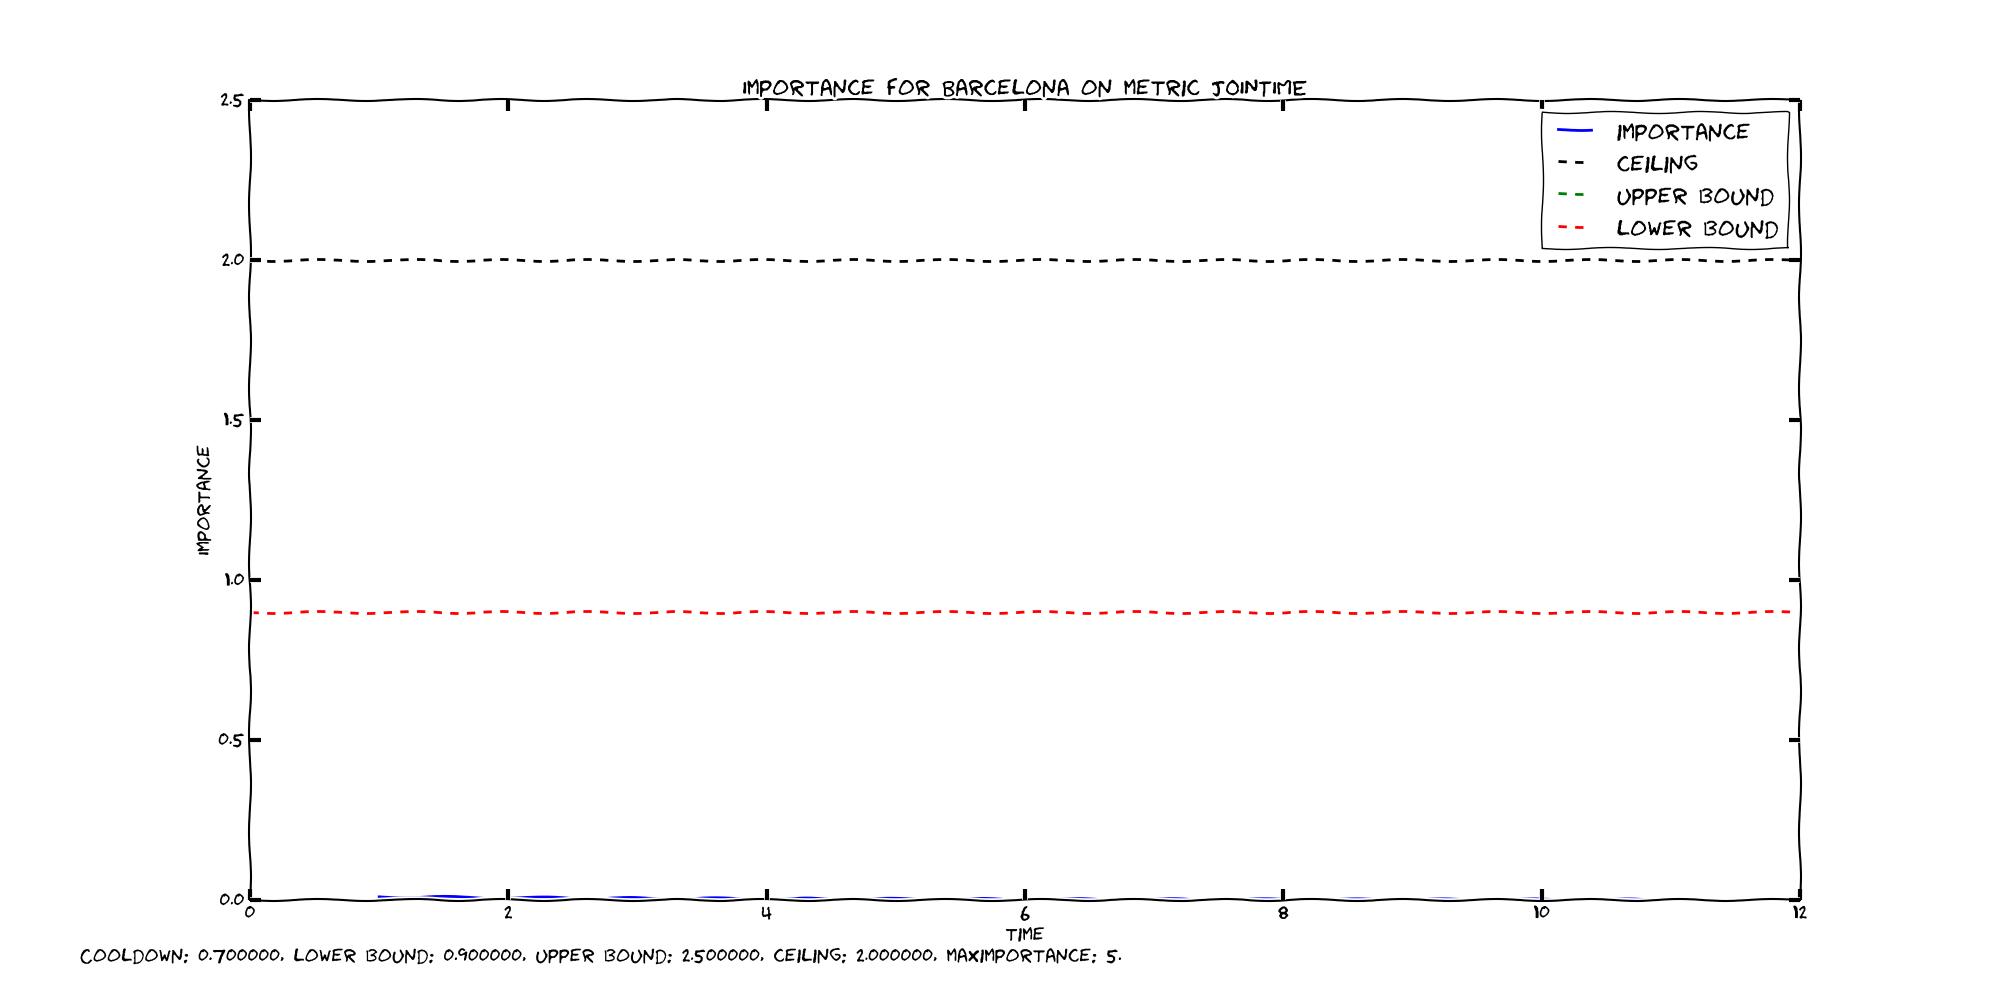 IMPORTANCE FOR BARCELONA ON METRIC JOINTIME
2.5
2.0
1.5
1.0
0.5
0.0
IMPORTANCE
IMPORTANCE
CEILING
UPPER BOUND
LOWER BOUND
0 2 4 6 8 10 12
TIME
COOLDOWN: 0.700000, LOWER BOUND: 0.900000, UPPER BOUND: 2.500000, CEILING: 2.000000, MAXIMPORTANCE: 5.